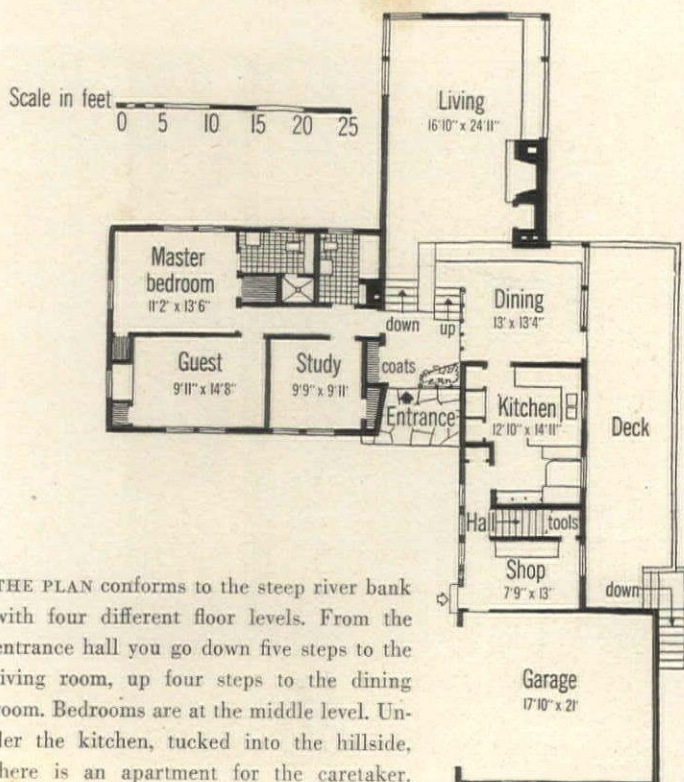 Scale in feet
0 5 10 15 20 25
Living
16'10" x 24'11"
Master
bedroom
11'2" x 13'6"
Dining
13' x 13'4"
down
up
Guest
9'11" x 14'8"
Study
9'9" x 9'11"
coats
Entrance
Kitchen
12'10" x 14'11"
Deck
Hall
tools
Shop
7'9" x 13'
down
Garage
17'10" x 21'
THE PLAN conforms to the steep river bank
with four different floor levels. From the
entrance hall you go down five steps to the
living room, up four steps to the dining
room. Bedrooms are at the middle level. Un-
der the kitchen, tucked into the hillside,
there is an apartment for the caretaker.